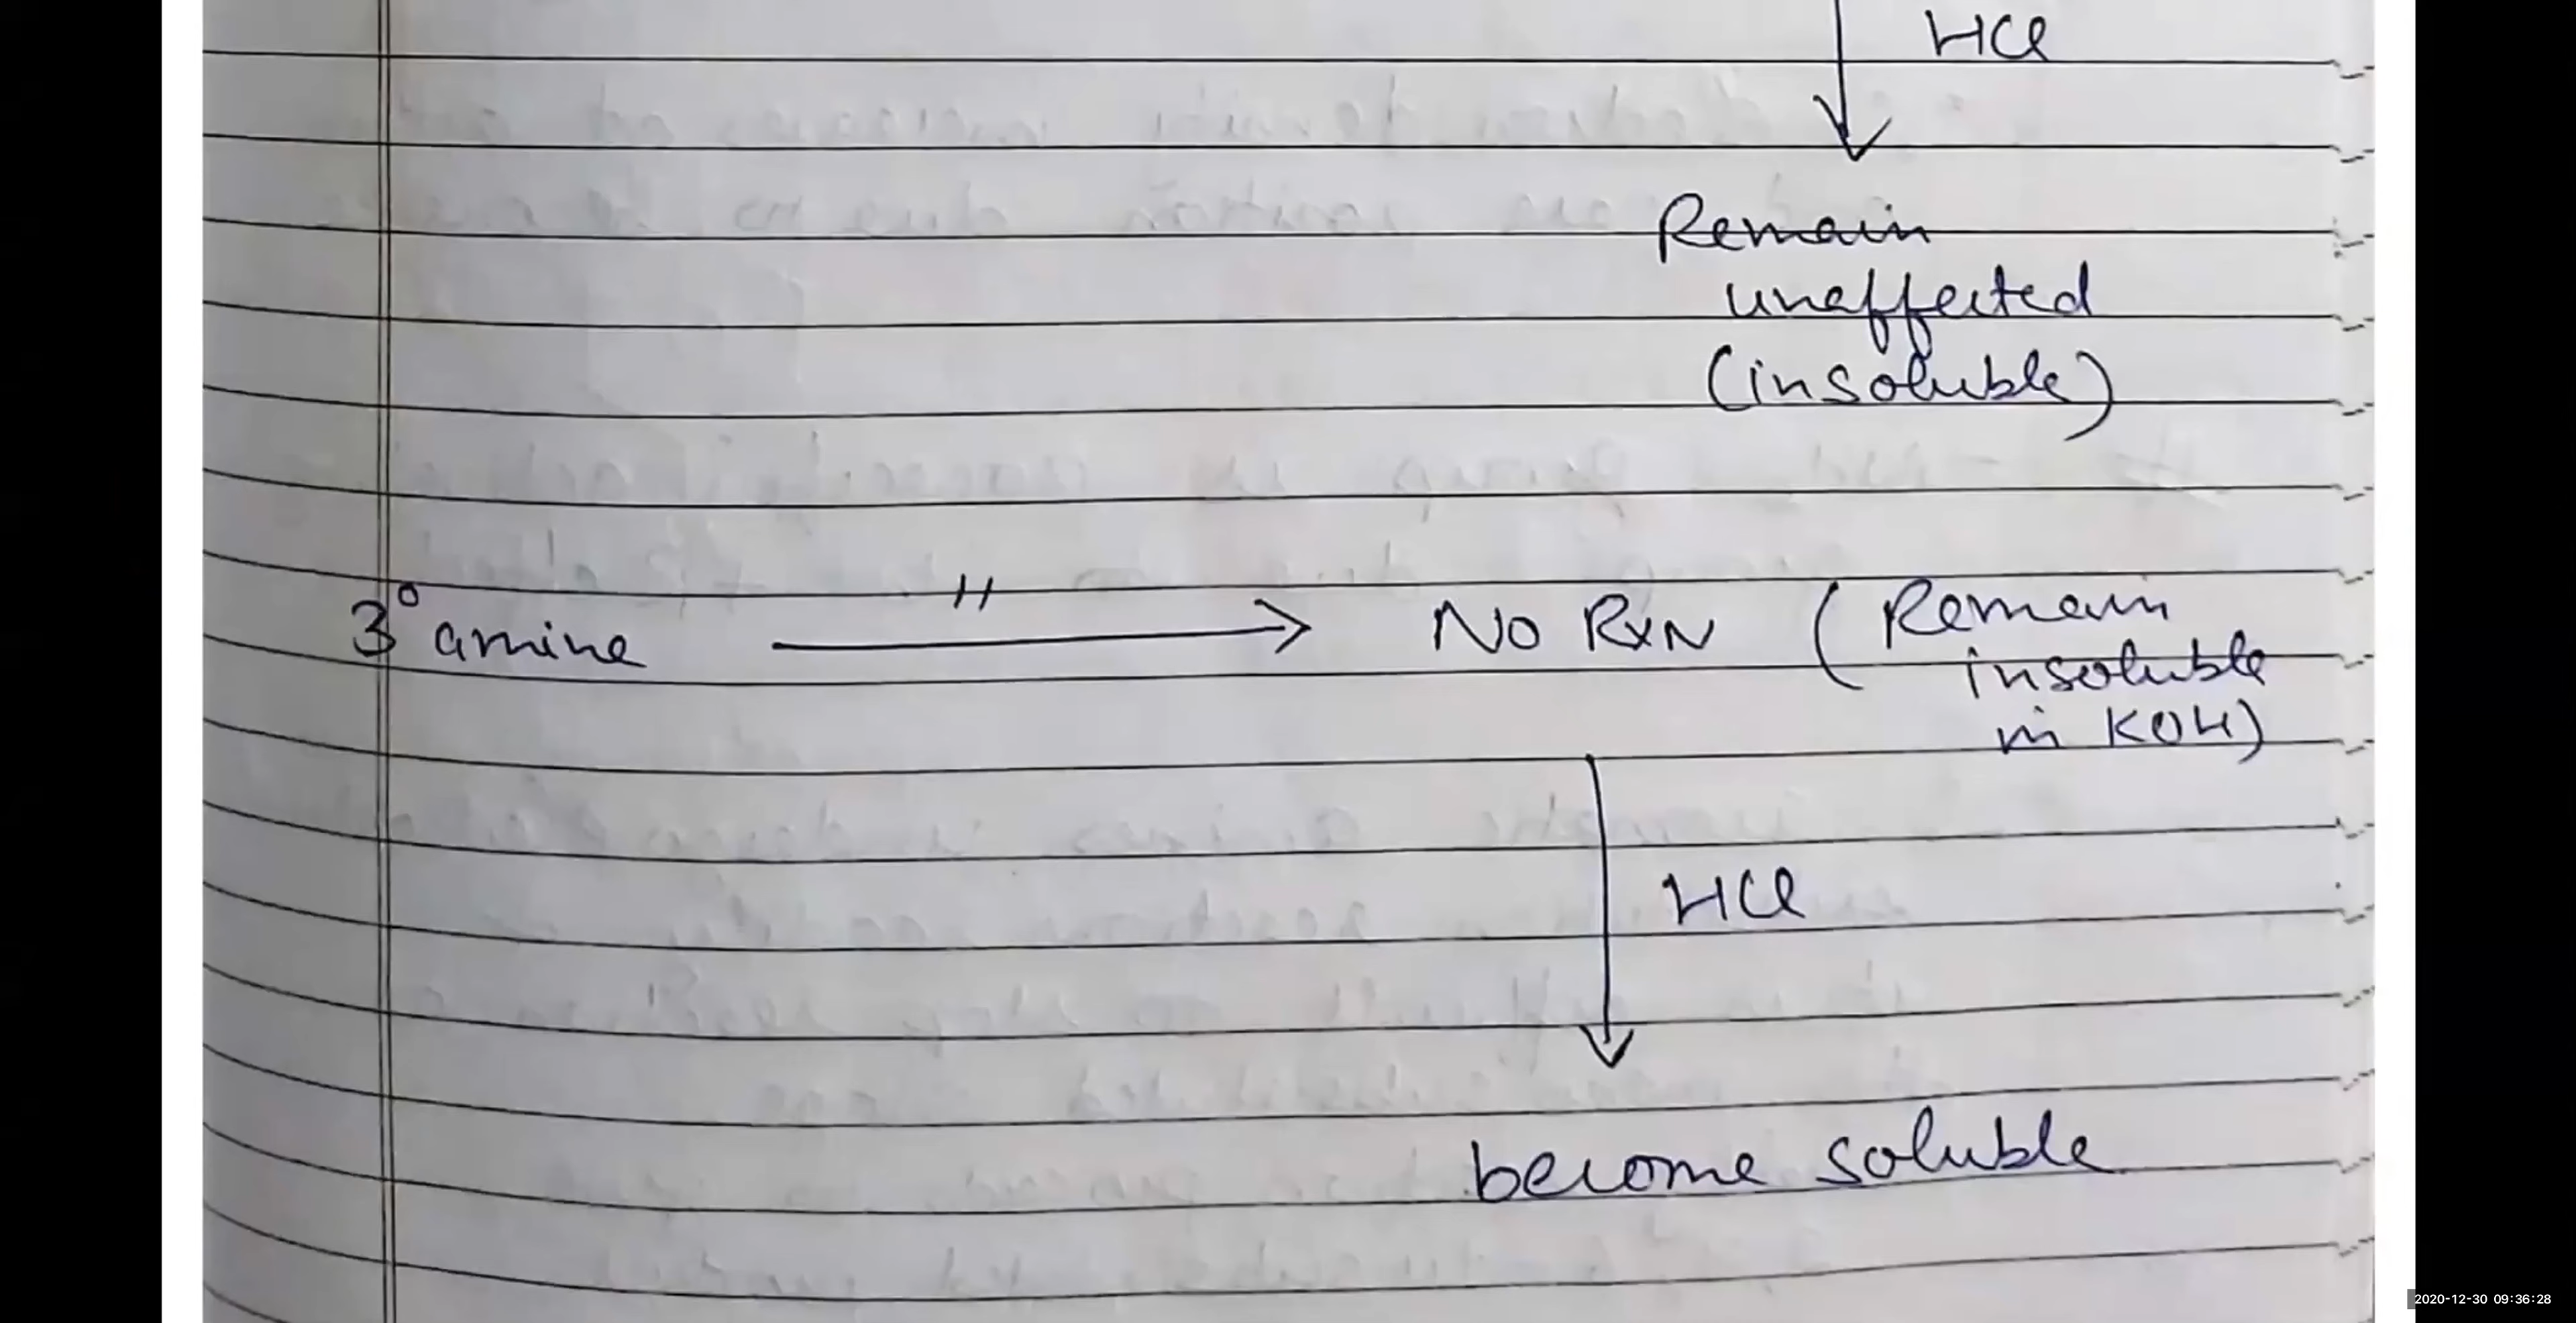 HCl
Remain
unaffected
(insoluble)
3° amine —〃→ No RxN ( Remain
insoluble
in KOH)
HCl
become soluble
2020-12-30 09:36:28